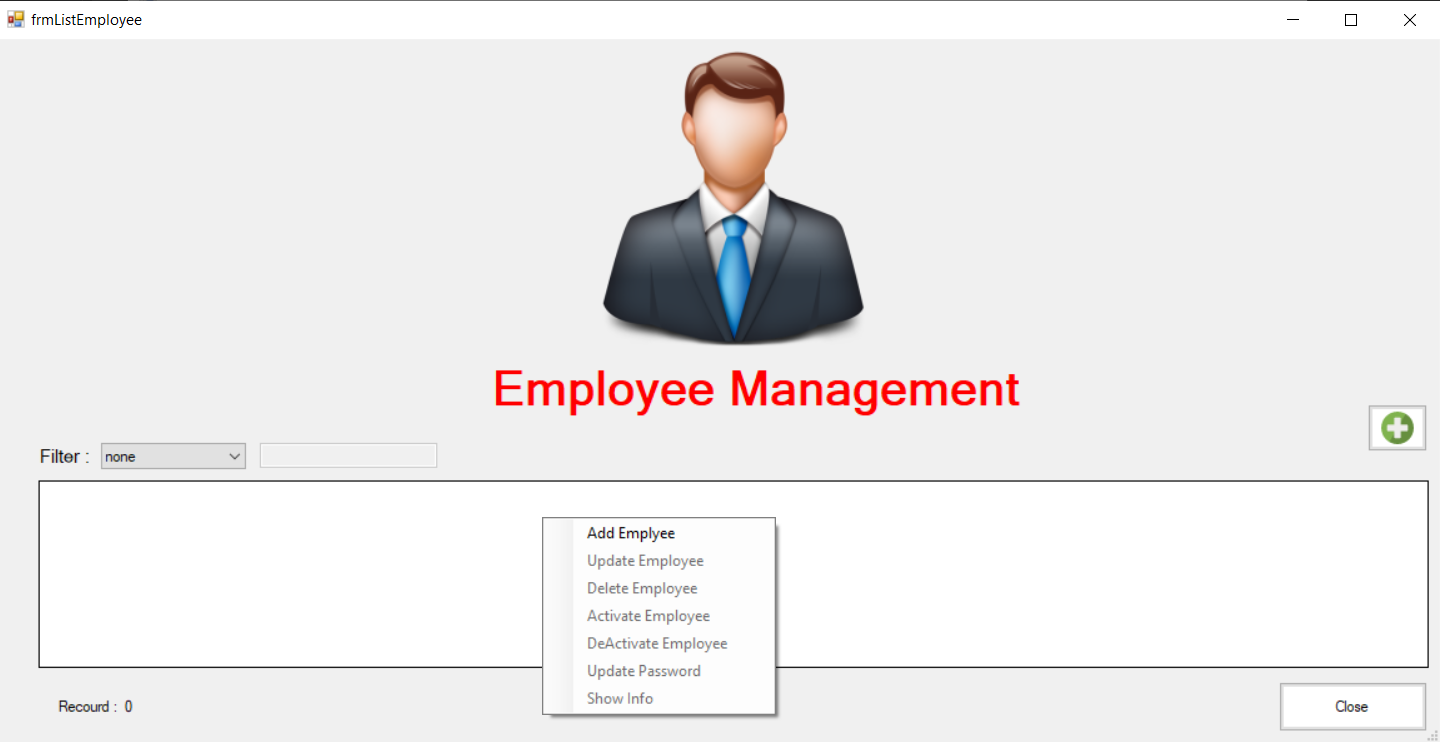 frmListEmployee
Employee Management
Filter : none
Add Emplyee
Update Employee
Delete Employee
Activate Employee
DeActivate Employee
Update Password
Show Info
Recourd : 0
Close